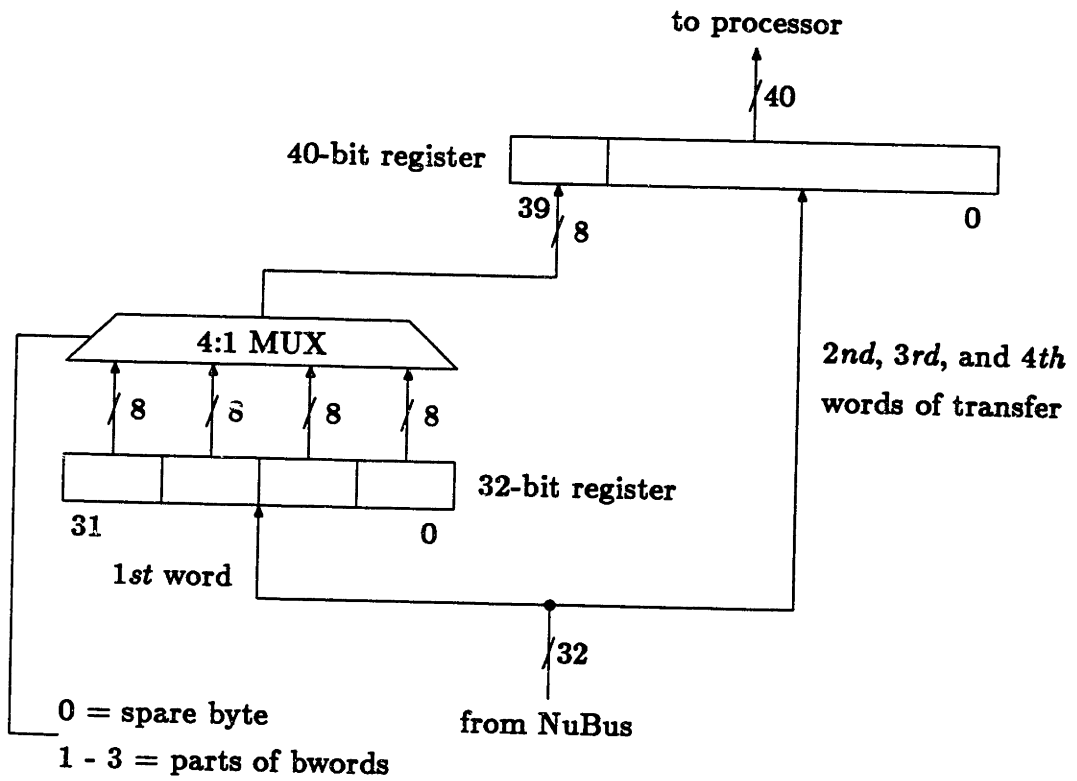 to processor
40
40-bit register
39
0
8
4:1 MUX
2nd, 3rd, and 4th
words of transfer
8
8
8
8
32-bit register
31
0
1st word
32
from NuBus
0 = spare byte
1 - 3 = parts of bwords